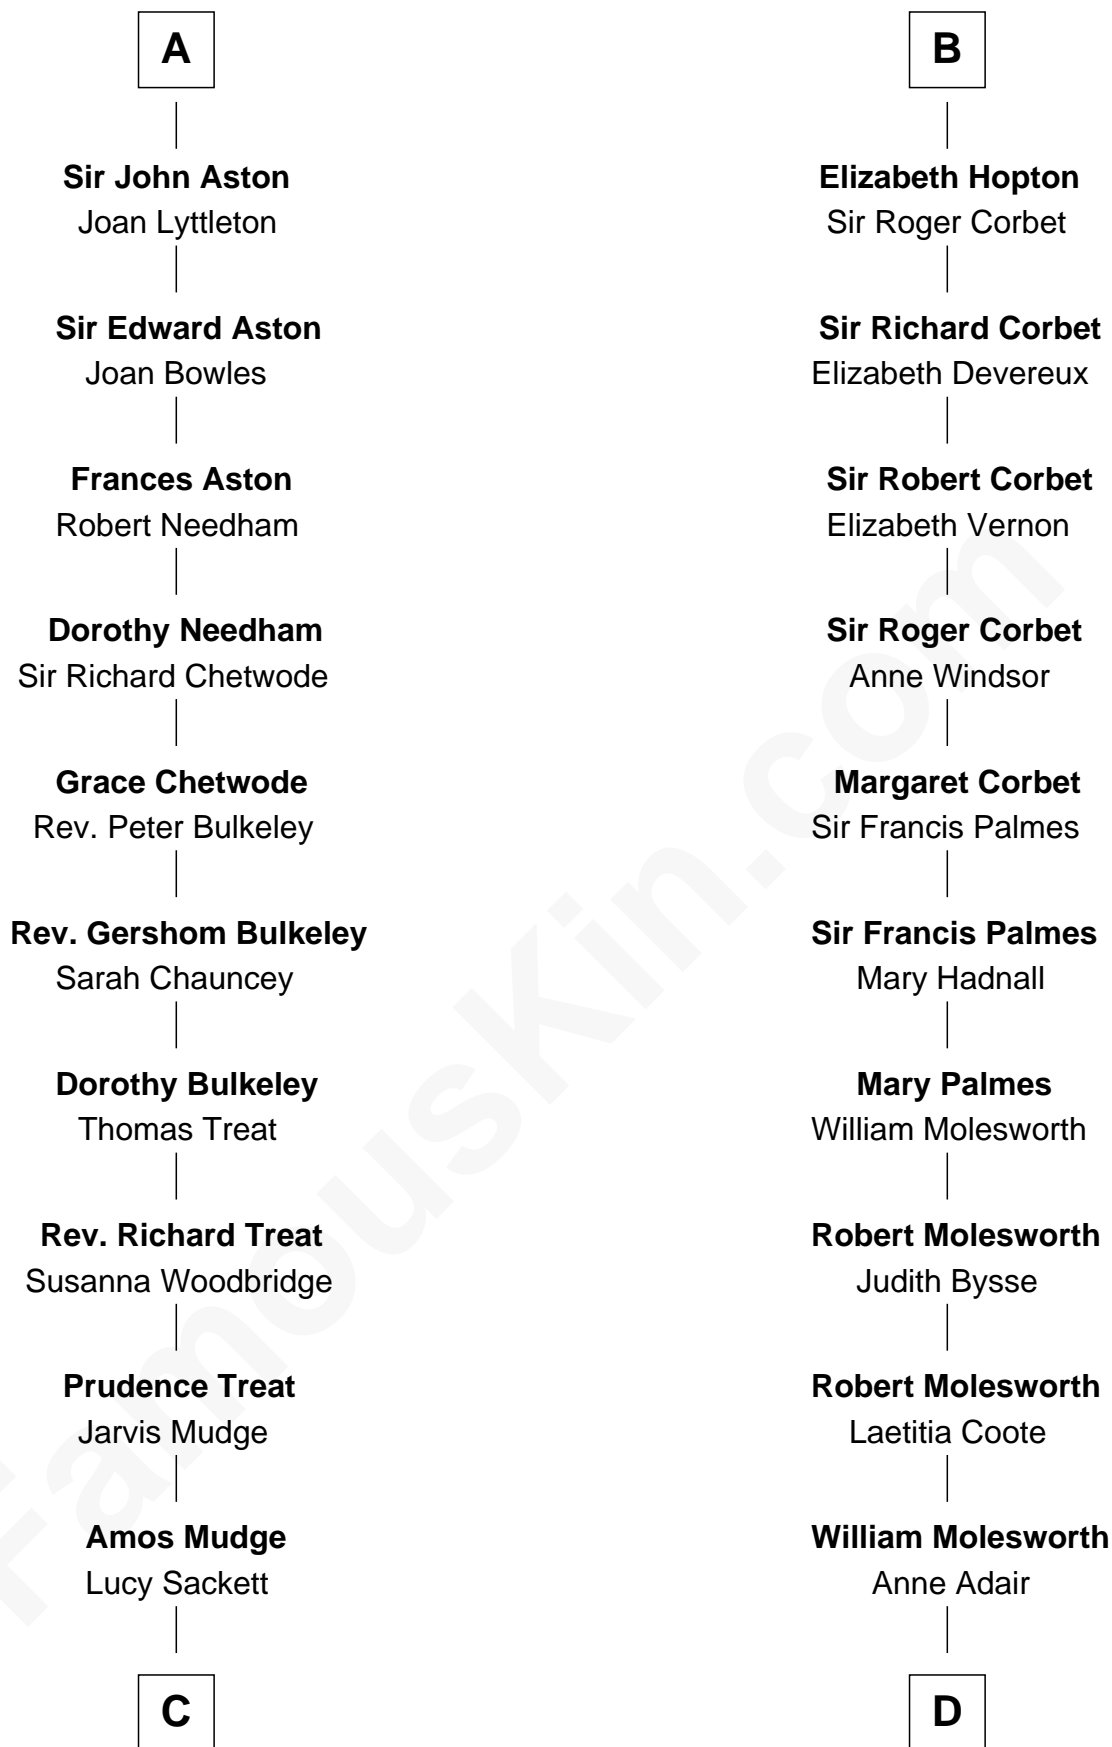 A
Sir John Aston
Joan Lyttleton
Sir Edward Aston
Joan Bowles
Frances Aston
Robert Needham
Dorothy Needham
Sir Richard Chetwode
Grace Chetwode
Rev. Peter Bulkeley
Rev. Gershom Bulkeley
Sarah Chauncey
Dorothy Bulkeley
Thomas Treat
Rev. Richard Treat
Susanna Woodbridge
Prudence Treat
Jarvis Mudge
Amos Mudge
Lucy Sackett
C
B
Elizabeth Hopton
Sir Roger Corbet
Sir Richard Corbet
Elizabeth Devereux
Sir Robert Corbet
Elizabeth Vernon
Sir Roger Corbet
Anne Windsor
Margaret Corbet
Sir Francis Palmes
Sir Francis Palmes
Mary Hadnall
Mary Palmes
William Molesworth
Robert Molesworth
Judith Bysse
Robert Molesworth
Laetitia Coote
William Molesworth
Anne Adair
D
FamousKin.com